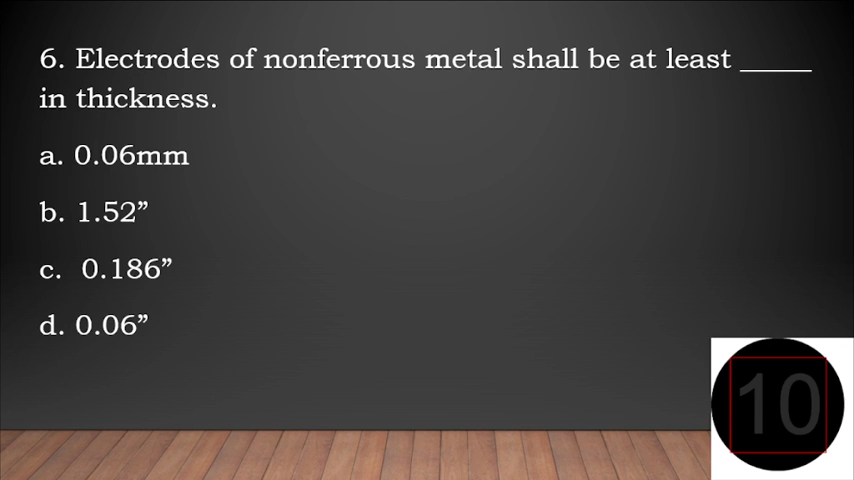 6. Electrodes of nonferrous metal shall be at least _____
in thickness.
a. 0.06mm
b. 1.52”
c. 0.186”
d. 0.06”
10